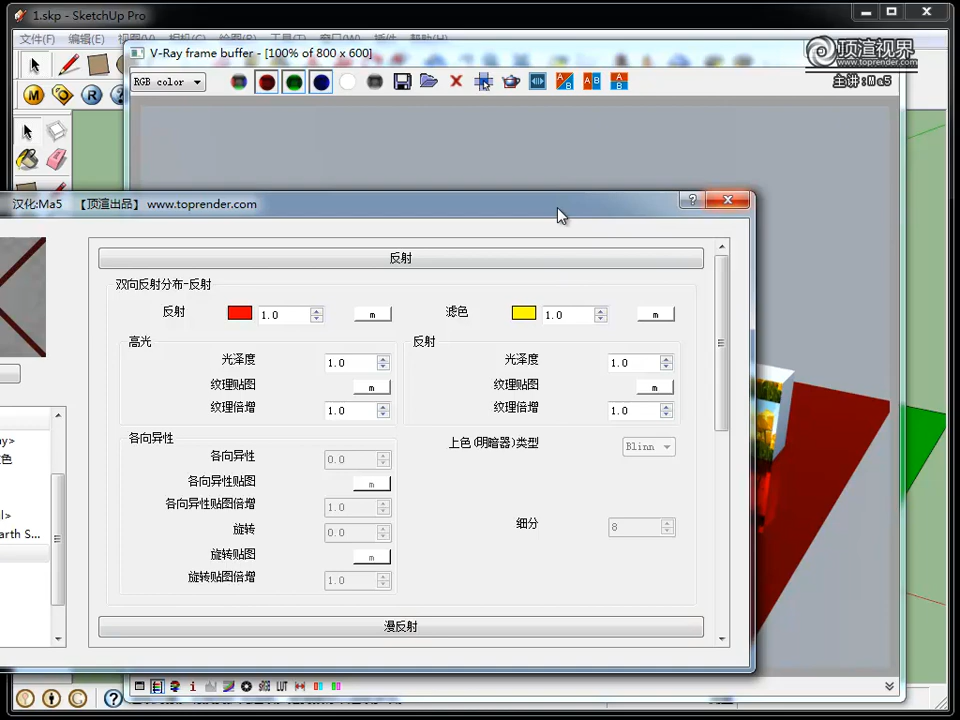 1.skp - SketchUp Pro
文件(F) 编辑(E)
V-Ray frame buffer - [100% of 800 x 600]
顶渲视界
www.toprender.com
主讲:Ma5
RGB color
M R
汉化:Ma5 【顶渲出品】 www.toprender.com
反射
双向反射分布-反射
反射 1.0 m 滤色 1.0 m
高光 反射
光泽度 1.0 光泽度 1.0
纹理贴图 m 纹理贴图 m
纹理倍增 1.0 纹理倍增 1.0
各向异性 上色(明暗器)类型 Blinn
各向异性 0.0
各向异性贴图 m
各向异性贴图倍增 1.0
旋转 0.0 细分 8
旋转贴图 m
旋转贴图倍增 1.0
漫反射
ay>
色
l>
arth S...
sRGB LUT